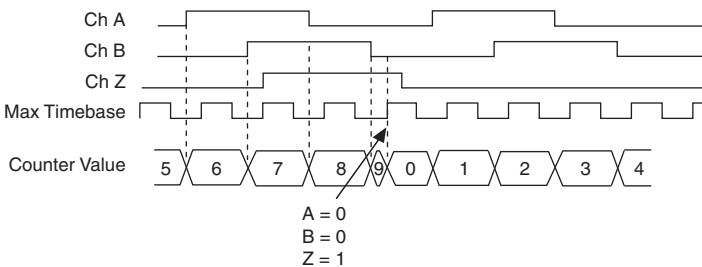 Ch A
Ch B
Ch Z
Max Timebase
Counter Value 5 6 7 8 9 0 1 2 3 4
A = 0
B = 0
Z = 1